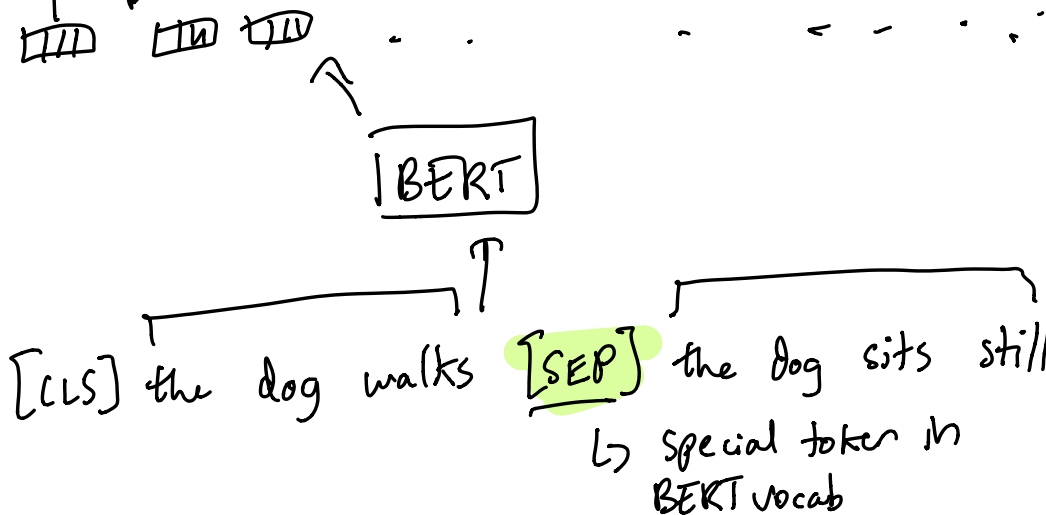 BERT
[CLS] the dog walks [SEP] the dog sits still
↳ special token in
BERT vocab